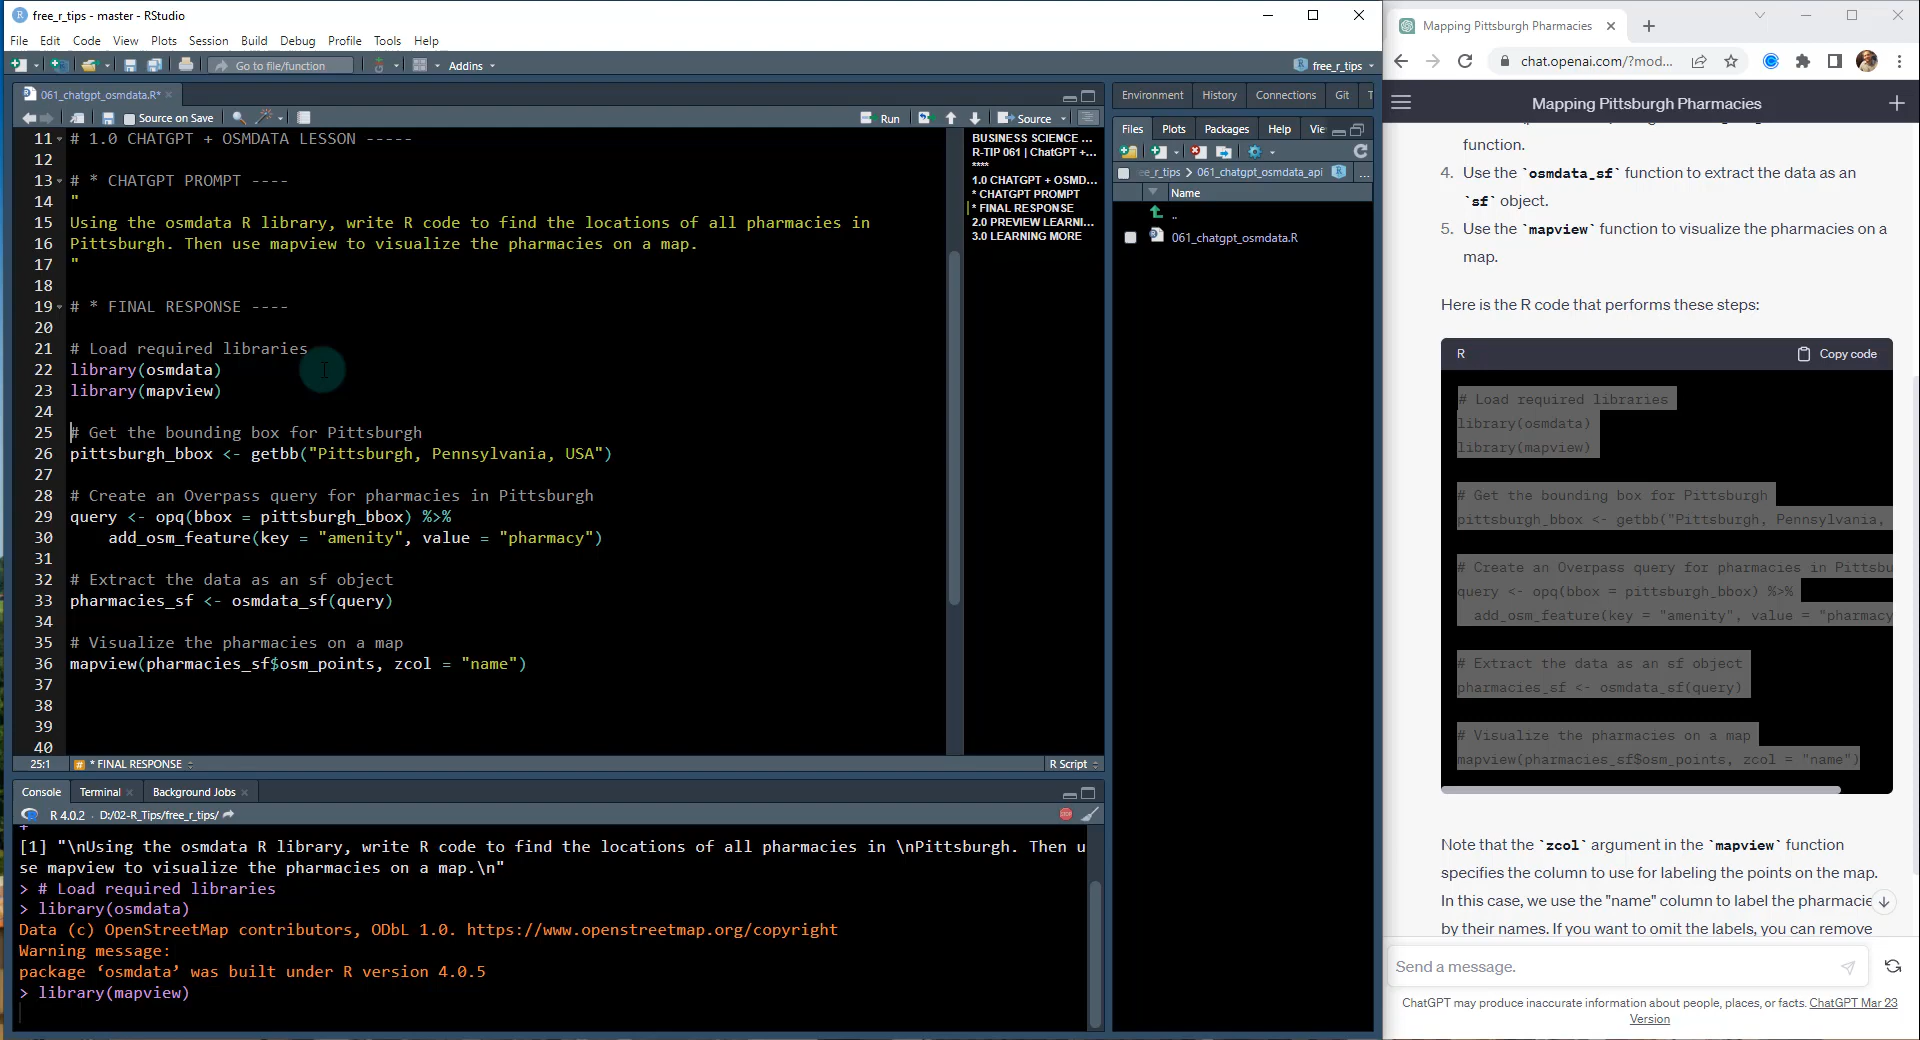 free_r_tips - master - RStudio
File Edit Code View Plots Session Build Debug Profile Tools Help
Go to file/function
Addins
free_r_tips
061_chatgpt_osmdata.R*
Source on Save
Run
Source
11 # 1.0 CHATGPT + OSMDATA LESSON -----
12
13 # * CHATGPT PROMPT ----
14 "
15 Using the osmdata R library, write R code to find the locations of all pharmacies in
16 Pittsburgh. Then use mapview to visualize the pharmacies on a map.
17 "
18
19 # * FINAL RESPONSE ----
20
21 # Load required libraries
22 library(osmdata)
23 library(mapview)
24
25 # Get the bounding box for Pittsburgh
26 pittsburgh_bbox <- getbb("Pittsburgh, Pennsylvania, USA")
27
28 # Create an Overpass query for pharmacies in Pittsburgh
29 query <- opq(bbox = pittsburgh_bbox) %>%
30 add_osm_feature(key = "amenity", value = "pharmacy")
31
32 # Extract the data as an sf object
33 pharmacies_sf <- osmdata_sf(query)
34
35 # Visualize the pharmacies on a map
36 mapview(pharmacies_sf$osm_points, zcol = "name")
37
38
39
40
25:1
# * FINAL RESPONSE
R Script
BUSINESS SCIENCE ...
R-TIP 061 | ChatGPT +...
****
1.0 CHATGPT + OSMD...
* CHATGPT PROMPT
* FINAL RESPONSE
2.0 PREVIEW LEARNI...
3.0 LEARNING MORE
Console Terminal Background Jobs
R 4.0.2 · D:/02-R_Tips/free_r_tips/
+
[1] "\nUsing the osmdata R library, write R code to find the locations of all pharmacies in \nPittsburgh. Then u
se mapview to visualize the pharmacies on a map.\n"
> # Load required libraries
> library(osmdata)
Data (c) OpenStreetMap contributors, ODbL 1.0. https://www.openstreetmap.org/copyright
Warning message:
package ‘osmdata’ was built under R version 4.0.5
> library(mapview)
Environment History Connections Git T
Files Plots Packages Help Vie
e_r_tips > 061_chatgpt_osmdata_api
...
Name
..
061_chatgpt_osmdata.R
Mapping Pittsburgh Pharmacies
chat.openai.com/?mod...
Mapping Pittsburgh Pharmacies
function.
4. Use the `osmdata_sf` function to extract the data as an
`sf` object.
5. Use the `mapview` function to visualize the pharmacies on a
map.
Here is the R code that performs these steps:
R
Copy code
# Load required libraries
library(osmdata)
library(mapview)
# Get the bounding box for Pittsburgh
pittsburgh_bbox <- getbb("Pittsburgh, Pennsylvania,
# Create an Overpass query for pharmacies in Pittsbu
query <- opq(bbox = pittsburgh_bbox) %>%
add_osm_feature(key = "amenity", value = "pharmacy
# Extract the data as an sf object
pharmacies_sf <- osmdata_sf(query)
# Visualize the pharmacies on a map
mapview(pharmacies_sf$osm_points, zcol = "name")
Note that the `zcol` argument in the `mapview` function
specifies the column to use for labeling the points on the map.
In this case, we use the "name" column to label the pharmacie
by their names. If you want to omit the labels, you can remove
Send a message.
ChatGPT may produce inaccurate information about people, places, or facts. ChatGPT Mar 23
Version